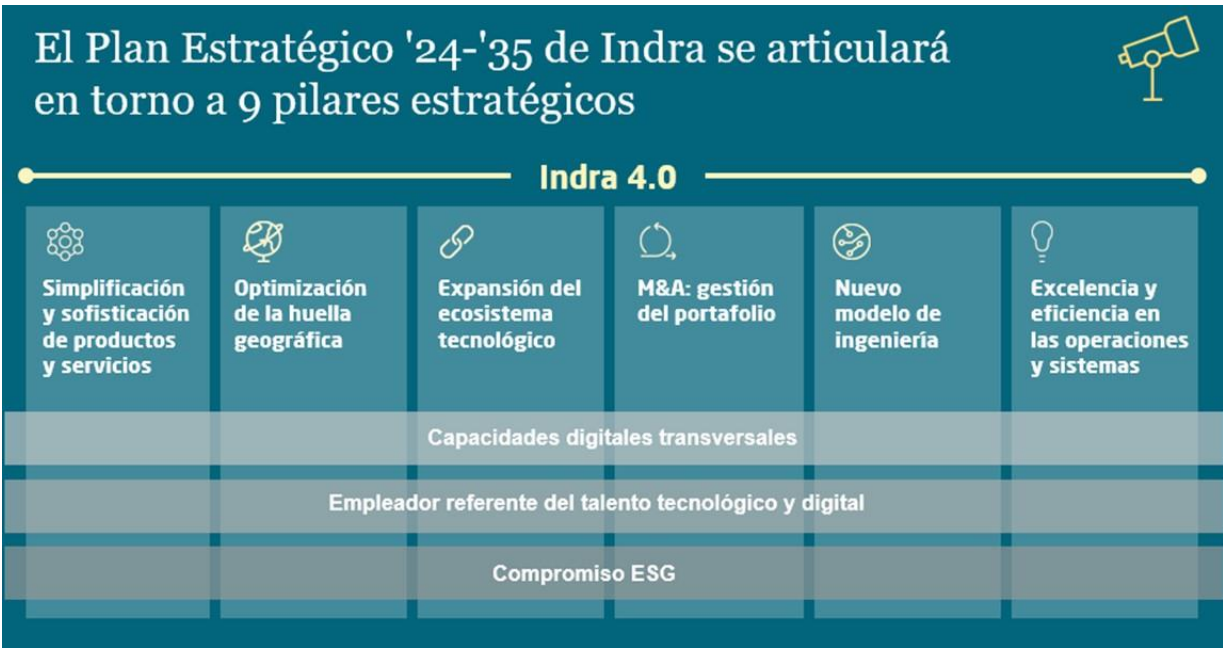 El Plan Estratégico '24-'35 de Indra se articulará
en torno a 9 pilares estratégicos
Indra 4.0
Simplificación
y sofisticación
de productos
y servicios
Optimización
de la huella
geográfica
Expansión del
ecosistema
tecnológico
M&A: gestión
del portafolio
Nuevo
modelo de
ingeniería
Excelencia y
eficiencia en
las operaciones
y sistemas
Capacidades digitales transversales
Empleador referente del talento tecnológico y digital
Compromiso ESG